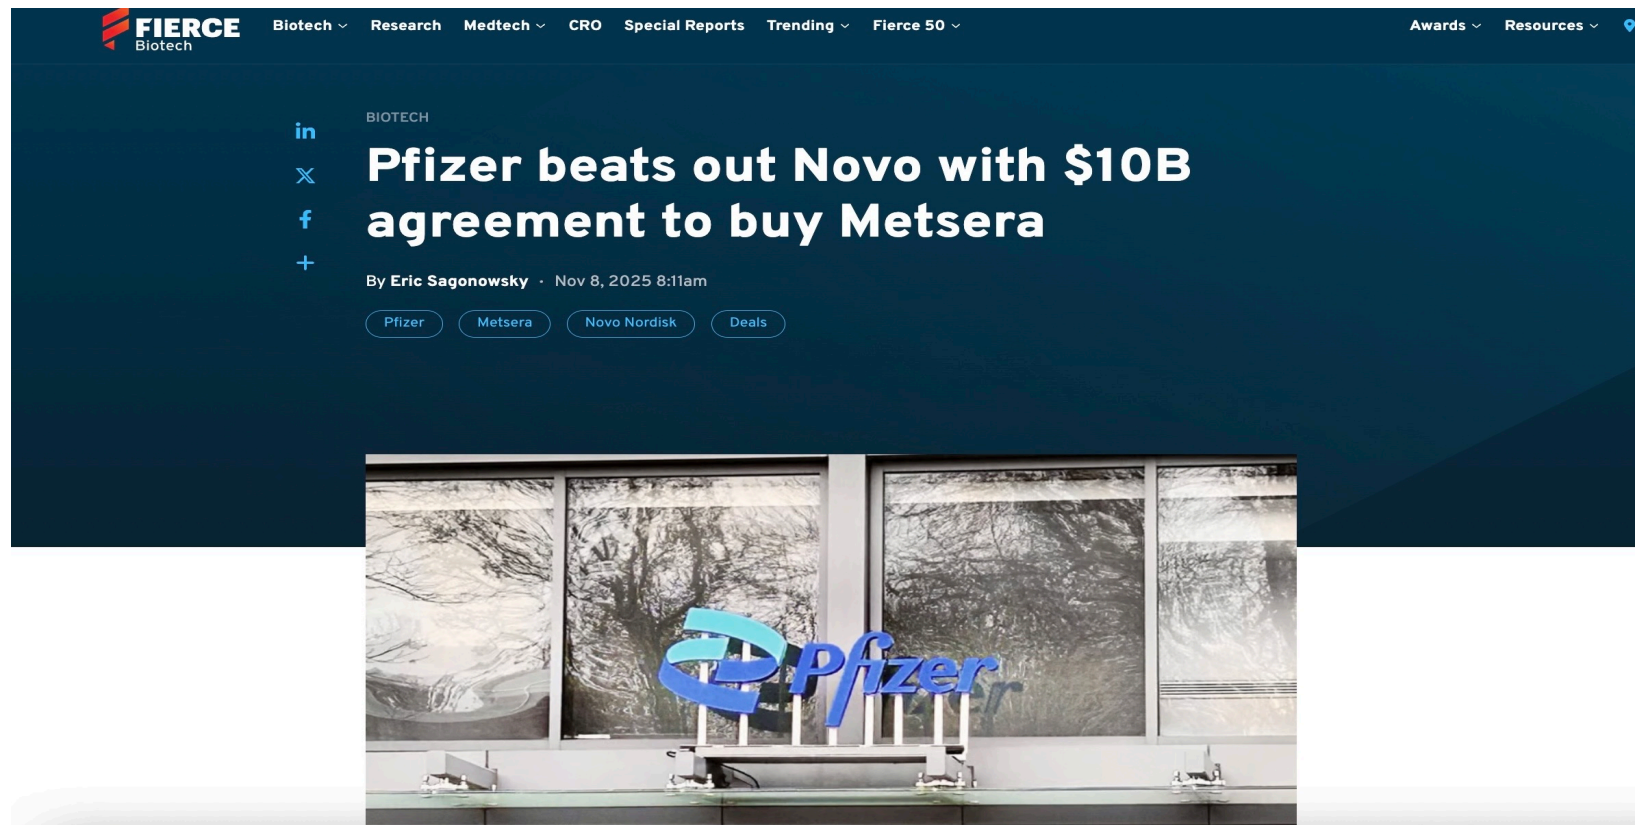 FIERCE
Biotech
Biotech Research Medtech CRO Special Reports Trending Fierce 50 Awards Resources
BIOTECH
Pfizer beats out Novo with $10B
agreement to buy Metsera
By Eric Sagonowsky · Nov 8, 2025 8:11am
Pfizer Metsera Novo Nordisk Deals
Pfizer